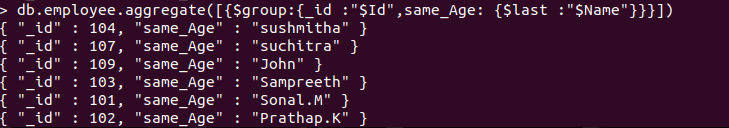 > db.employee.aggregate([{$group:{_id :"$Id",same_Age: {$last :"$Name"}}}])
{ "_id" : 104, "same_Age" : "sushmitha" }
{ "_id" : 107, "same_Age" : "suchitra" }
{ "_id" : 109, "same_Age" : "John" }
{ "_id" : 103, "same_Age" : "Sampreeth" }
{ "_id" : 101, "same_Age" : "Sonal.M" }
{ "_id" : 102, "same_Age" : "Prathap.K" }